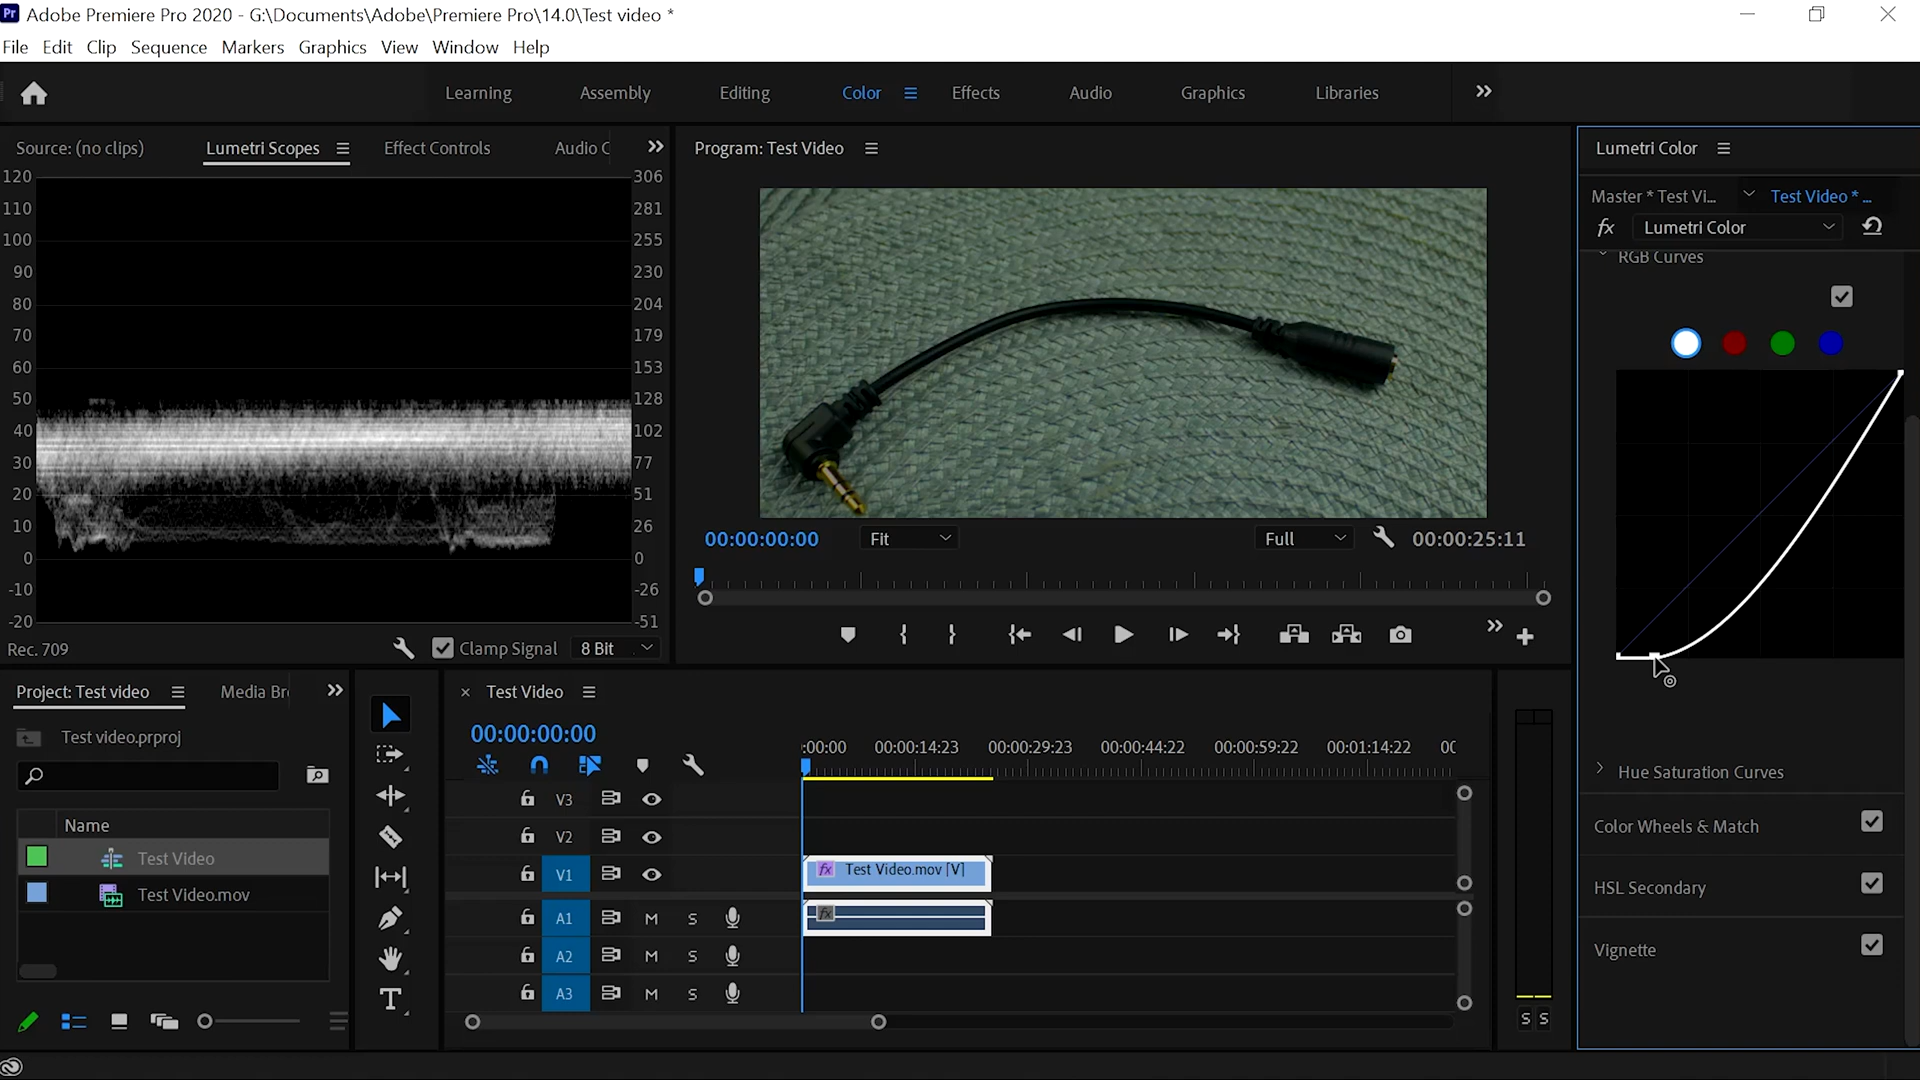 Pr Adobe Premiere Pro 2020 - G:\Documents\Adobe\Premiere Pro\14.0\Test video *
File Edit Clip Sequence Markers Graphics View Window Help
Learning Assembly Editing Color Effects Audio Graphics Libraries
Source: (no clips) Lumetri Scopes Effect Controls Audio C
120 306
110 281
100 255
90 230
80 204
70 179
60 153
50 128
40 102
30 77
20 51
10 26
0 0
-10 -26
-20 -51
Rec. 709 Clamp Signal 8 Bit
Program: Test Video
00:00:00:00 Fit Full 00:00:25:11
Lumetri Color
Master * Test Vi... Test Video * ...
fx Lumetri Color
RGB Curves
Hue Saturation Curves
Color Wheels & Match
HSL Secondary
Vignette
Project: Test video Media Br
Test video.prproj
Name
Test Video
Test Video.mov
T
× Test Video
00:00:00:00
:00:00 00:00:14:23 00:00:29:23 00:00:44:22 00:00:59:22 00:01:14:22 00
V3
V2
V1 fx Test Video.mov [V]
A1 M S fx
A2 M S
A3 M S
S S